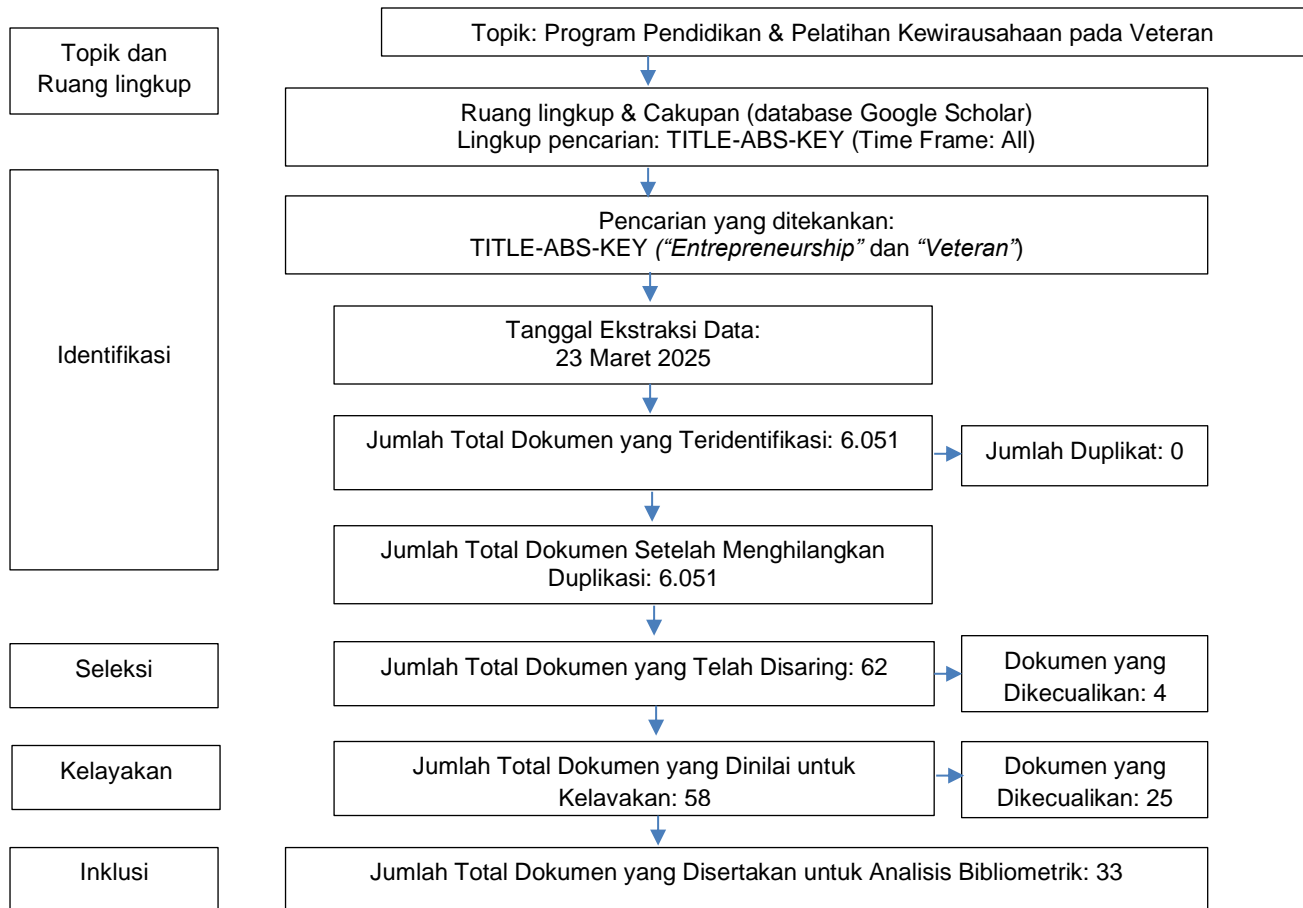 Topik: Program Pendidikan & Pelatihan Kewirausahaan pada Veteran
Topik dan
Ruang lingkup
Ruang lingkup & Cakupan (database Google Scholar)
Lingkup pencarian: TITLE-ABS-KEY (Time Frame: All)
Identifikasi
Pencarian yang ditekankan:
TITLE-ABS-KEY (“Entrepreneurship” dan “Veteran”)
Tanggal Ekstraksi Data:
23 Maret 2025
Jumlah Total Dokumen yang Teridentifikasi: 6.051
Jumlah Duplikat: 0
Jumlah Total Dokumen Setelah Menghilangkan
Duplikasi: 6.051
Seleksi
Jumlah Total Dokumen yang Telah Disaring: 62
Dokumen yang
Dikecualikan: 4
Kelayakan
Jumlah Total Dokumen yang Dinilai untuk
Kelavakan: 58
Dokumen yang
Dikecualikan: 25
Inklusi
Jumlah Total Dokumen yang Disertakan untuk Analisis Bibliometrik: 33